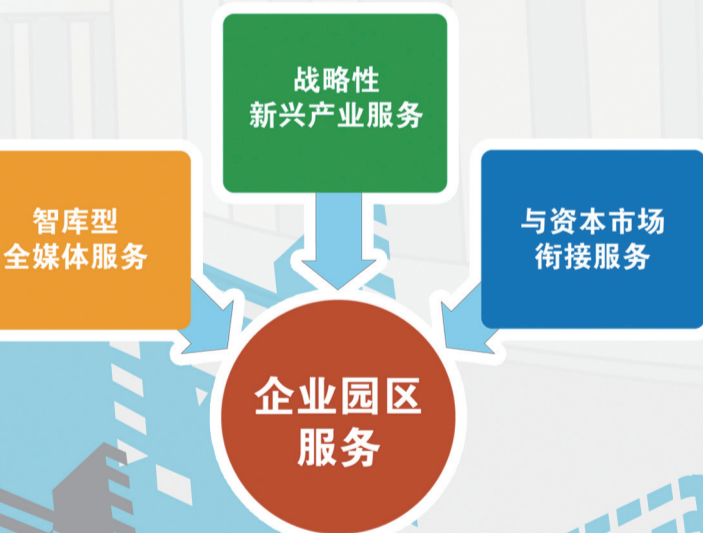 战略性
新兴产业服务
智库型
全媒体服务
与资本市场
衔接服务
企业园区
服务